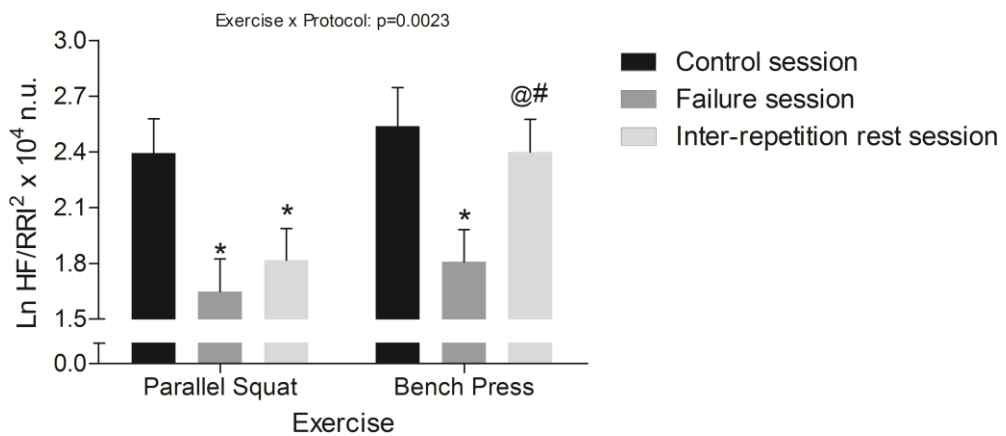 Exercise x Protocol: p=0.0023
3.0
2.7
2.4
2.1
1.8
1.5
0.0
Ln HF/RRI² x 10⁴ n.u.
* * * @#
Parallel Squat Bench Press
Exercise
Control session
Failure session
Inter-repetition rest session